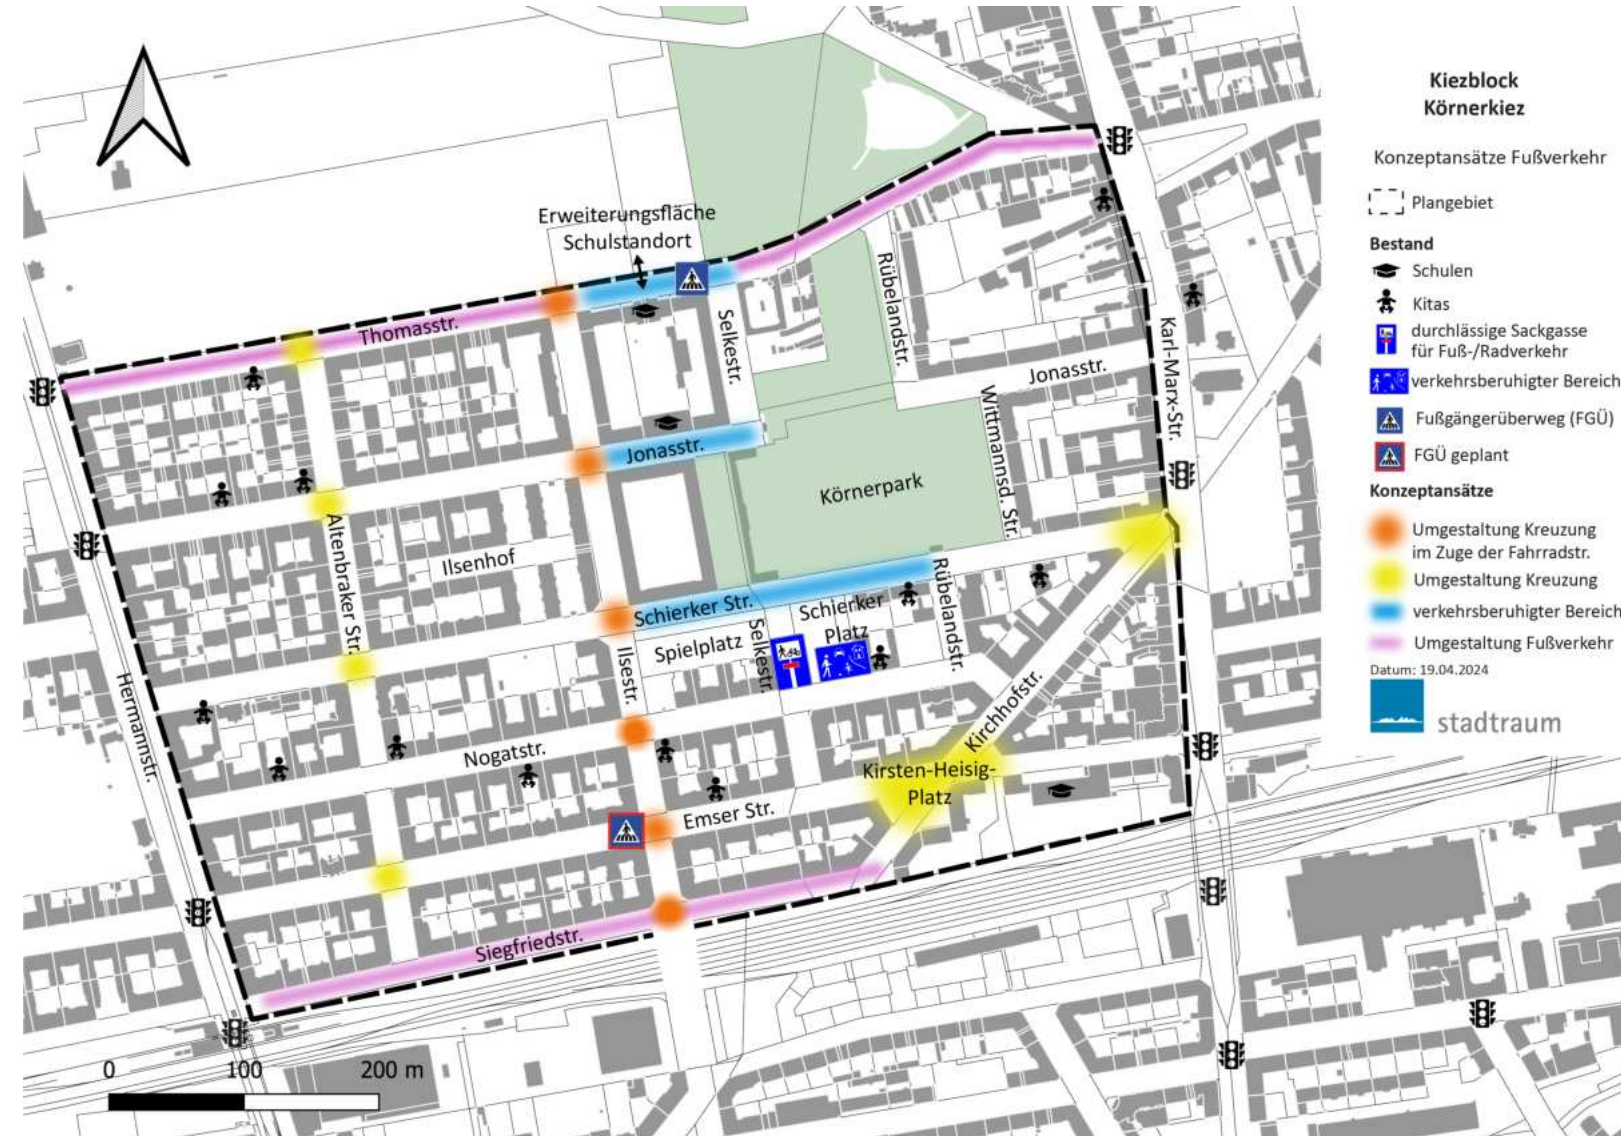 Kiezblock
Körnerkiez
Konzeptansätze Fußverkehr
Plangebiet
Bestand
Schulen
Kitas
durchlässige Sackgasse
für Fuß-/Radverkehr
verkehrsberuhigter Bereich
Fußgängerüberweg (FGÜ)
FGÜ geplant
Konzeptansätze
Umgestaltung Kreuzung
im Zuge der Fahrradstr.
Umgestaltung Kreuzung
verkehrsberuhigter Bereich
Umgestaltung Fußverkehr
Datum: 19.04.2024
stadtraum
Erweiterungsfläche
Schulstandort
Thomasstr.
Selkestr.
Rübelandstr.
Karl-Marx-Str.
Jonasstr.
Wittmannsd. Str.
Jonasstr.
Körnerpark
Altenbraker Str.
Ilsenhof
Schierker Str.
Schierker
Platz
Rübelandstr.
Spielplatz
Selkestr.
Ilsestr.
Hermannstr.
Nogatstr.
Kirchhofstr.
Kirsten-Heisig-
Platz
Emser Str.
Siegfriedstr.
0 100 200 m